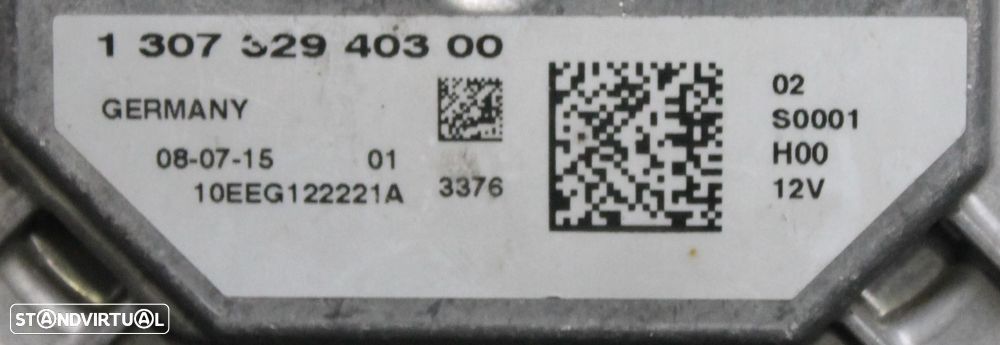 1 307 329 403 00
GERMANY
08-07-15 01
10EEG122221A 3376
02
S0001
H00
12V
STANDVIRTUAL